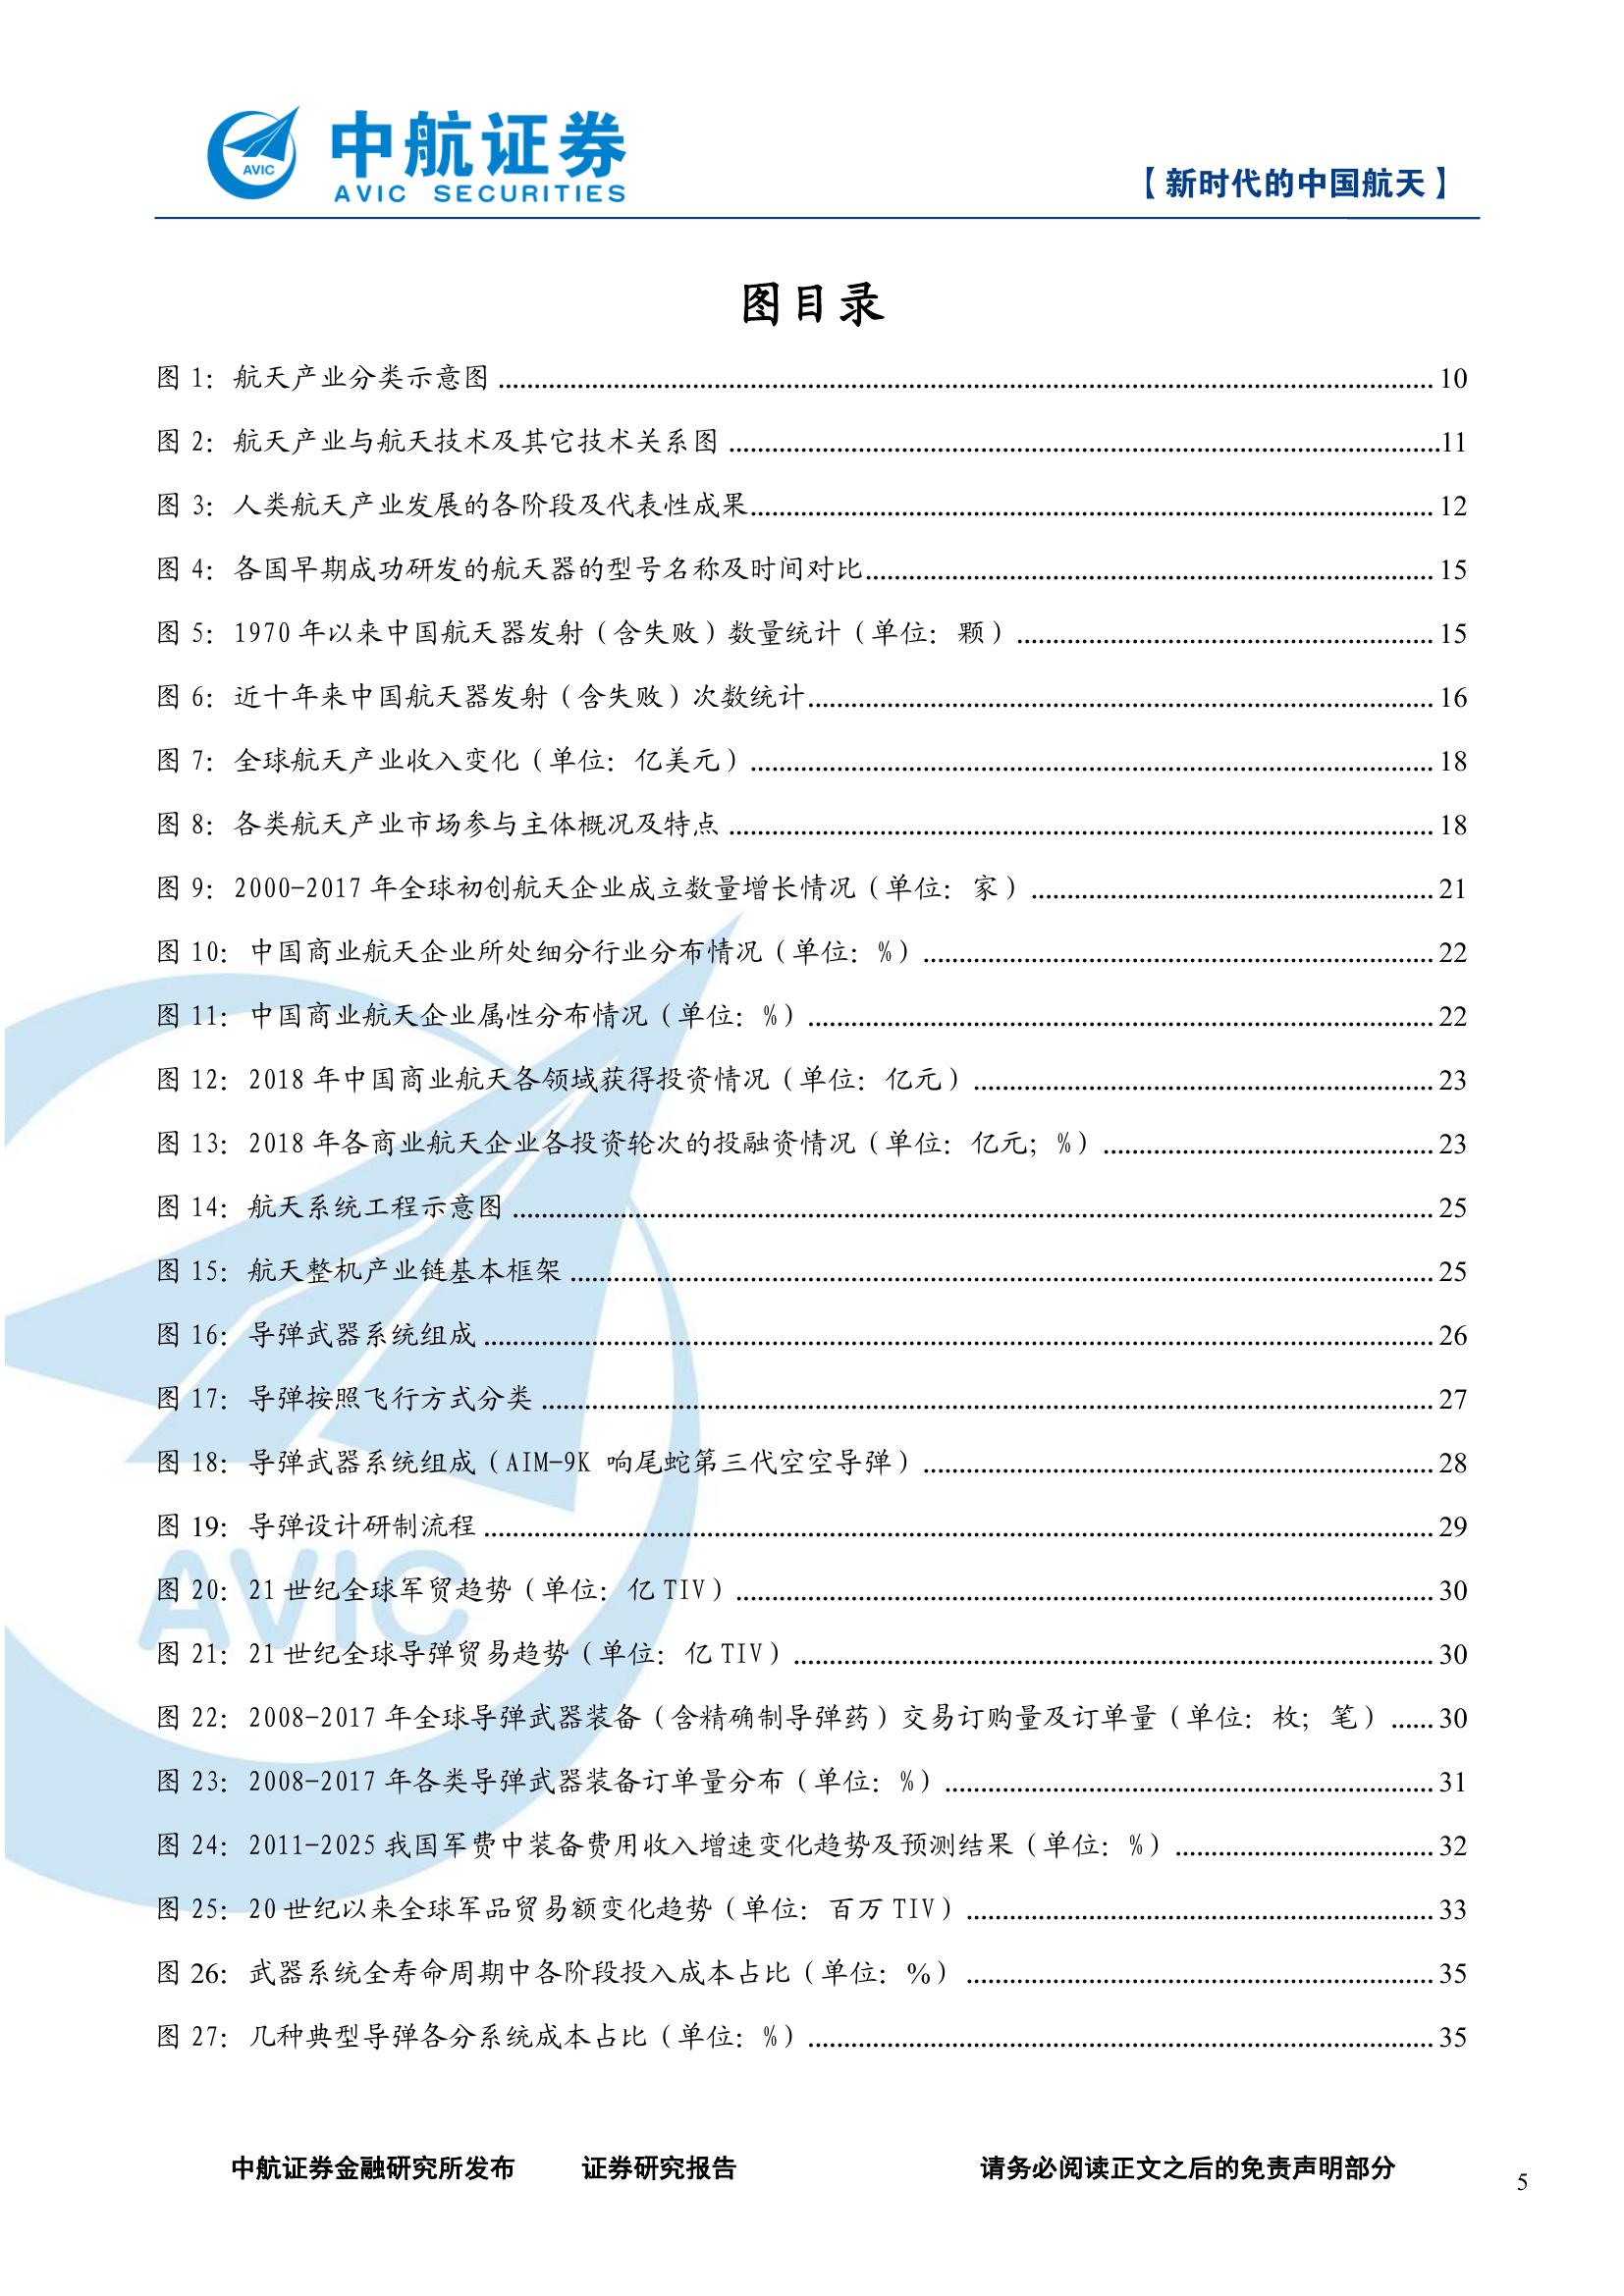 AVIC
中航证券
AVIC SECURITIES
【新时代的中国航天】
图目录
图 1: 航天产业分类示意图 10
图 2: 航天产业与航天技术及其它技术关系图 11
图 3: 人类航天产业发展的各阶段及代表性成果 12
图 4: 各国早期成功研发的航天器的型号名称及时间对比 15
图 5: 1970 年以来中国航天器发射（含失败）数量统计（单位：颗） 15
图 6: 近十年来中国航天器发射（含失败）次数统计 16
图 7: 全球航天产业收入变化（单位：亿美元） 18
图 8: 各类航天产业市场参与主体概况及特点 18
图 9: 2000-2017 年全球初创航天企业成立数量增长情况（单位：家） 21
图 10: 中国商业航天企业所处细分行业分布情况（单位：%） 22
图 11: 中国商业航天企业属性分布情况（单位：%） 22
图 12: 2018 年中国商业航天各领域获得投资情况（单位：亿元） 23
图 13: 2018 年各商业航天企业各投资轮次的投融资情况（单位：亿元；%） 23
图 14: 航天系统工程示意图 25
图 15: 航天整机产业链基本框架 25
图 16: 导弹武器系统组成 26
图 17: 导弹按照飞行方式分类 27
图 18: 导弹武器系统组成（AIM-9K 响尾蛇第三代空空导弹） 28
图 19: 导弹设计研制流程 29
图 20: 21 世纪全球军贸趋势（单位：亿 TIV） 30
图 21: 21 世纪全球导弹贸易趋势（单位：亿 TIV） 30
图 22: 2008-2017 年全球导弹武器装备（含精确制导弹药）交易订购量及订单量（单位：枚；笔） 30
图 23: 2008-2017 年各类导弹武器装备订单量分布（单位：%） 31
图 24: 2011-2025 我国军费中装备费用收入增速变化趋势及预测结果（单位：%） 32
图 25: 20 世纪以来全球军品贸易额变化趋势（单位：百万 TIV） 33
图 26: 武器系统全寿命周期中各阶段投入成本占比（单位：%） 35
图 27: 几种典型导弹各分系统成本占比（单位：%） 35
AVIC
中航证券金融研究所发布 证券研究报告 请务必阅读正文之后的免责声明部分
5